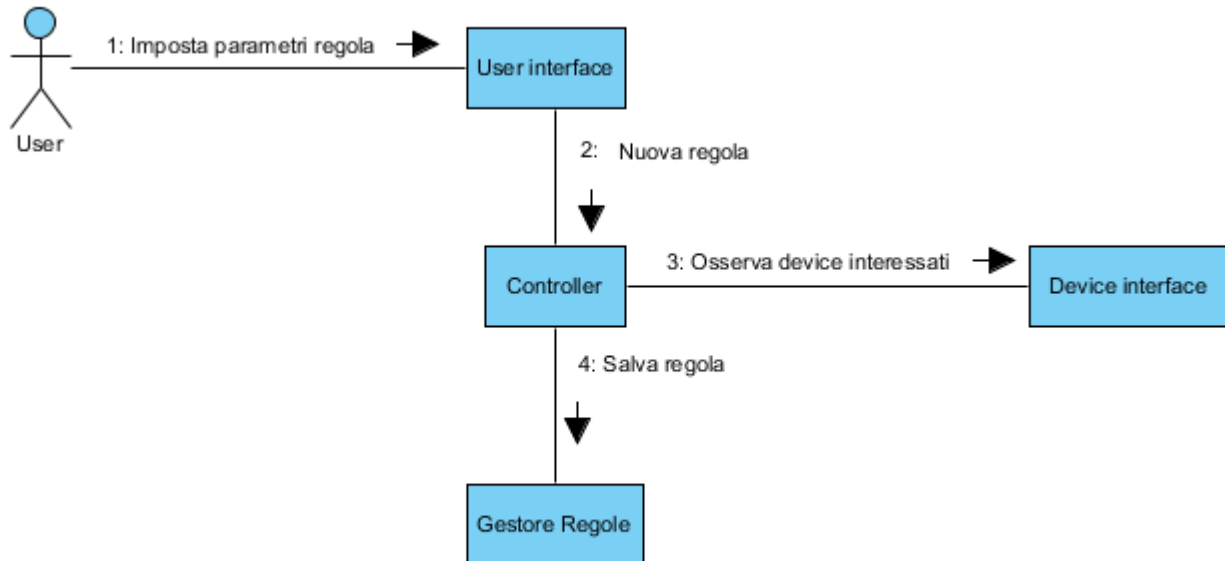 1: Imposta parametri regola
User interface
User
2: Nuova regola
3: Osserva device interessati
Controller
Device interface
4: Salva regola
Gestore Regole